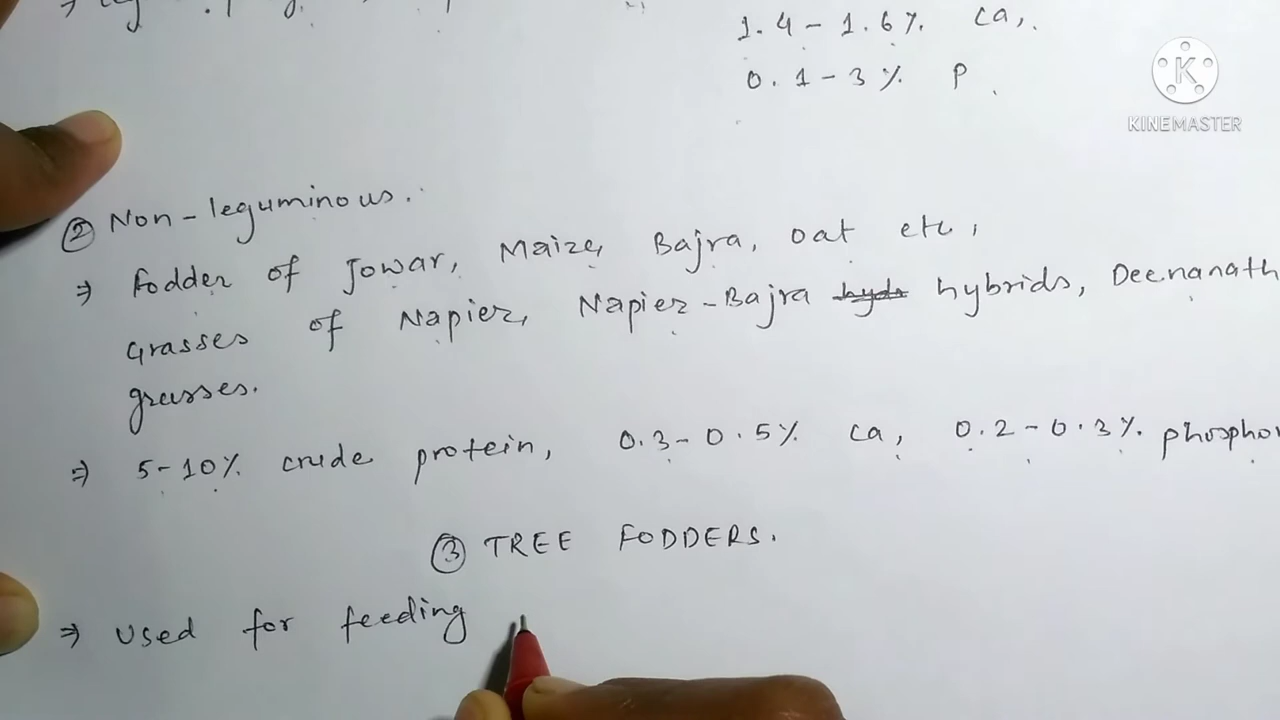 1.4 - 1.6% ca,
0.1 - 3% P
KINEMASTER
② Non-leguminous.
⇒ Fodder of Jowar, Maize, Bajra, oat etc,
Grasses of Napier, Napier-Bajra hybrids, Deenanath
grasses.
⇒ 5-10% crude protein, 0.3-0.5% ca, 0.2-0.3% phosphor
③ TREE FODDERS.
⇒ used for feeding